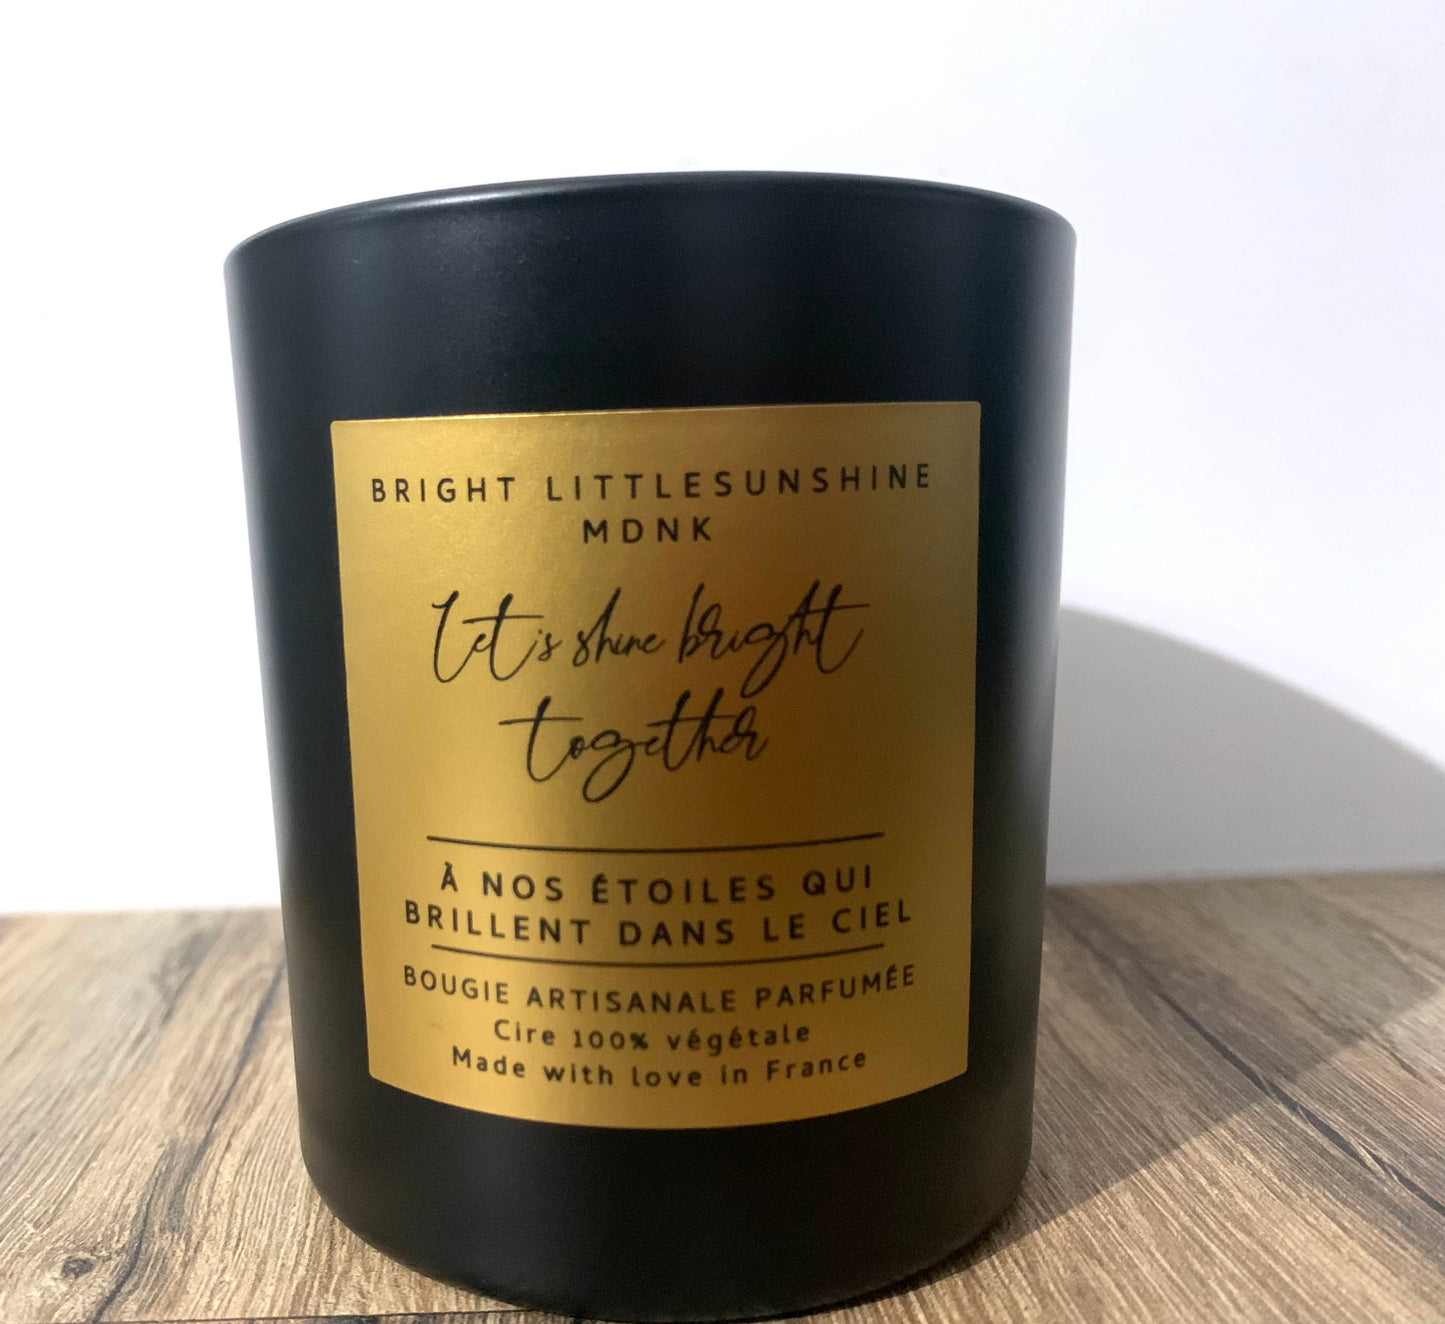 BRIGHT LITTLESUNSHINE
MDNK
Let's shine bright
together
À NOS ÉTOILES QUI
BRILLENT DANS LE CIEL
BOUGIE ARTISANALE PARFUMÉE
Cire 100% végétale
Made with love in France